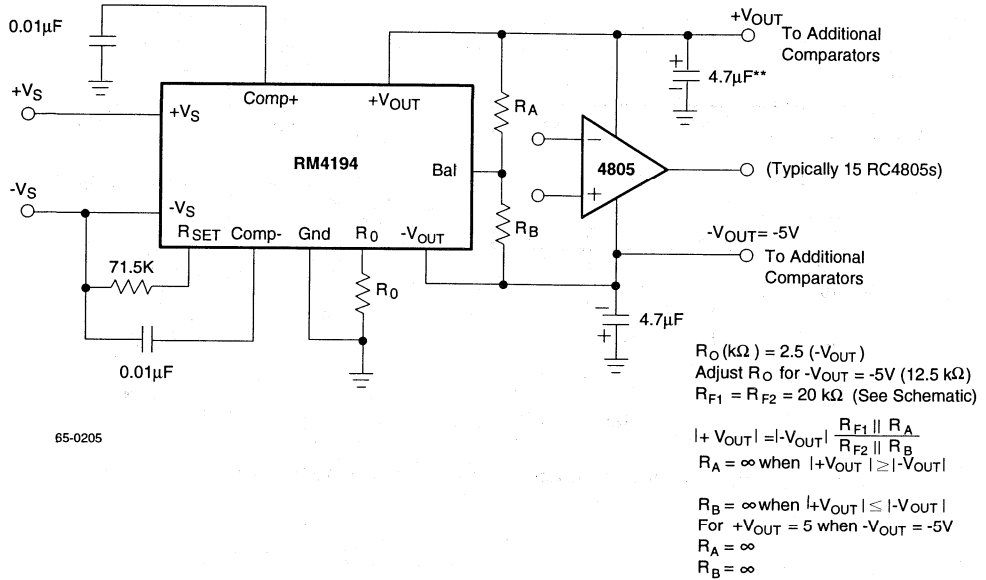 0.01µF
+VS
-VS
Comp+
+VOUT
+VS
RM4194
Bal
-VS
RSET
Comp-
Gnd
R0
-VOUT
71.5K
0.01µF
R0
RA
RB
+
−
4.7µF**
+VOUT
To Additional
Comparators
−
4805
+
(Typically 15 RC4805s)
-VOUT= -5V
To Additional
Comparators
−
+
4.7µF
65-0205
RO (kΩ) = 2.5 (-VOUT)
Adjust RO for -VOUT = -5V (12.5 kΩ)
RF1 = RF2 = 20 kΩ (See Schematic)
|+ VOUT| =|-VOUT| RF1 || RA
RF2 || RB
RA = ∞ when |+VOUT | ≥|-VOUT|
RB = ∞ when |+VOUT | ≤ |-VOUT|
For +VOUT = 5 when -VOUT = -5V
RA = ∞
RB = ∞